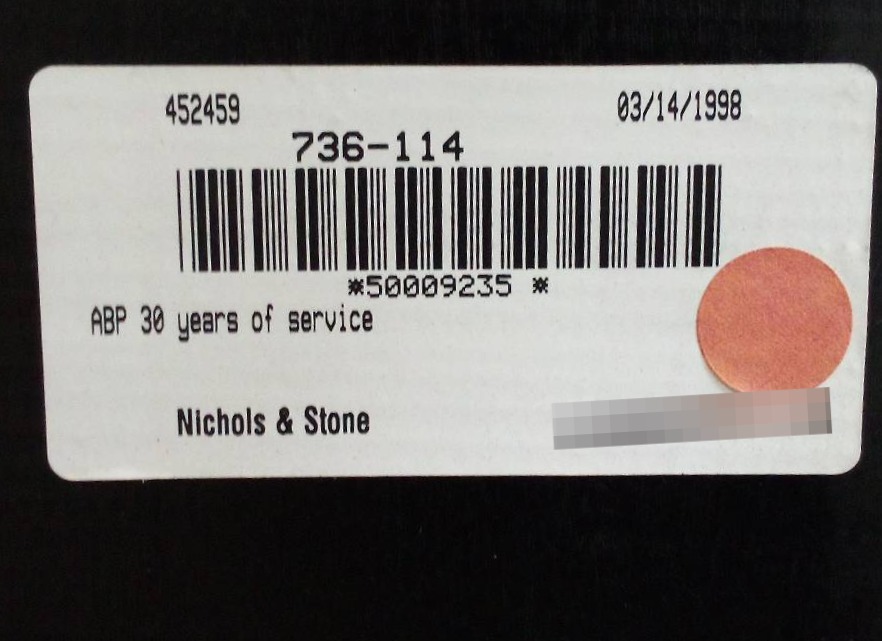 452459 03/14/1998
736-114
*50009235 *
ABP 30 years of service
Nichols & Stone